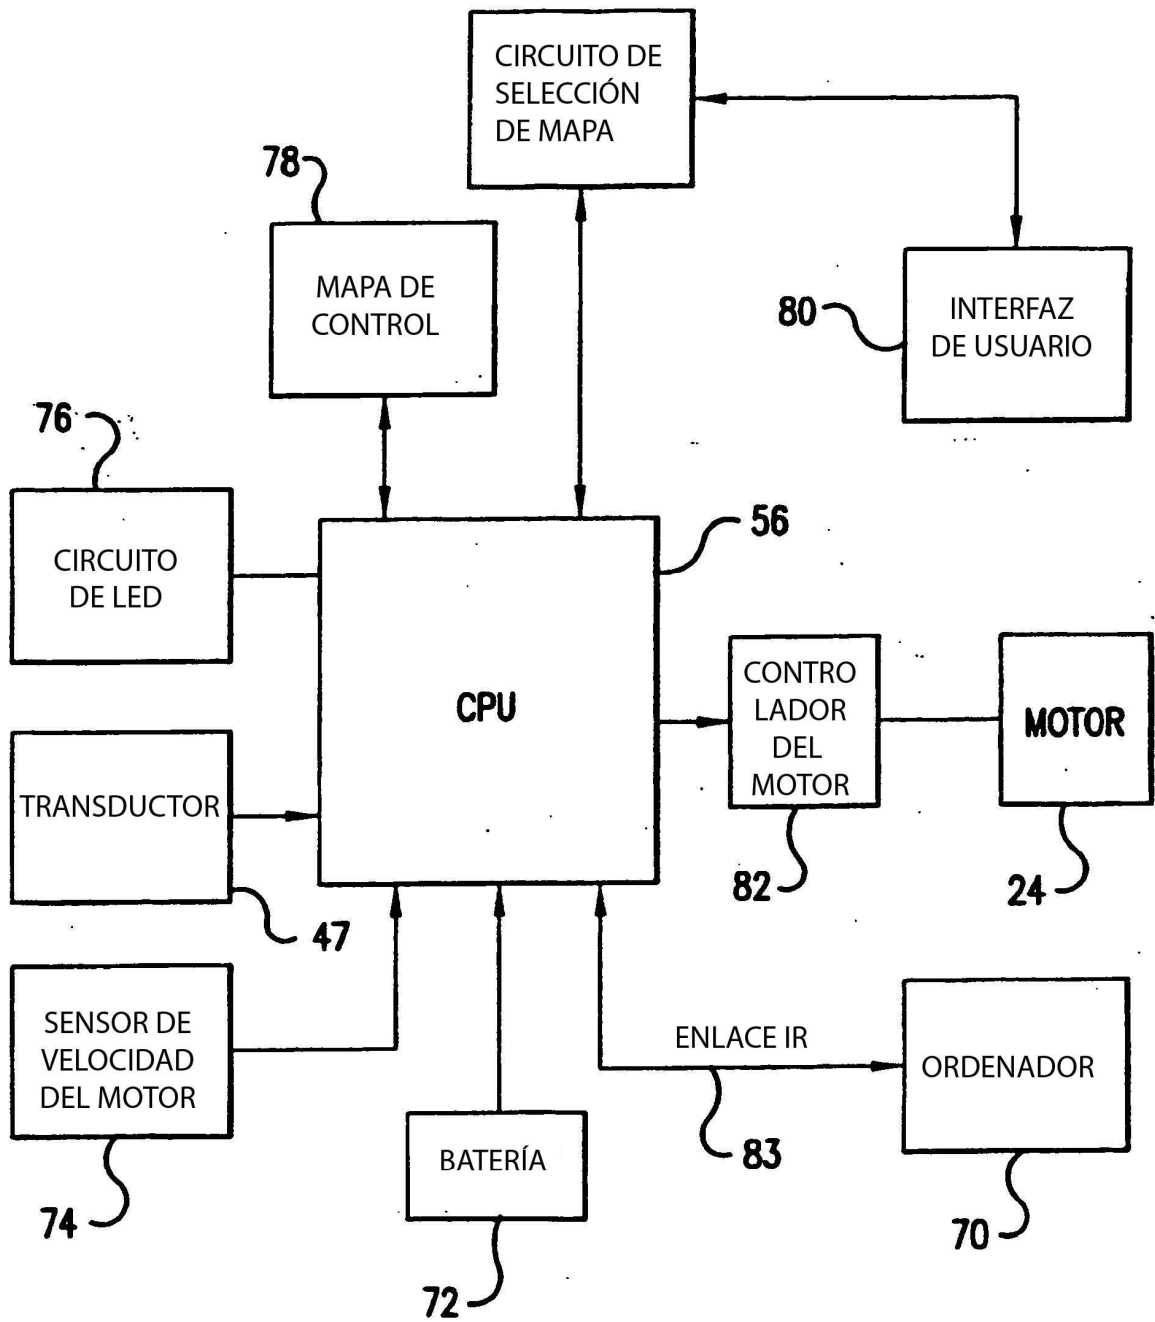 CIRCUITO DE
SELECCIÓN
DE MAPA
78
MAPA DE
CONTROL
80
INTERFAZ
DE USUARIO
76
CIRCUITO
DE LED
56
CPU
CONTRO
LADOR
DEL
MOTOR
82
MOTOR
24
TRANSDUCTOR
47
SENSOR DE
VELOCIDAD
DEL MOTOR
74
BATERÍA
72
ENLACE IR
83
ORDENADOR
70